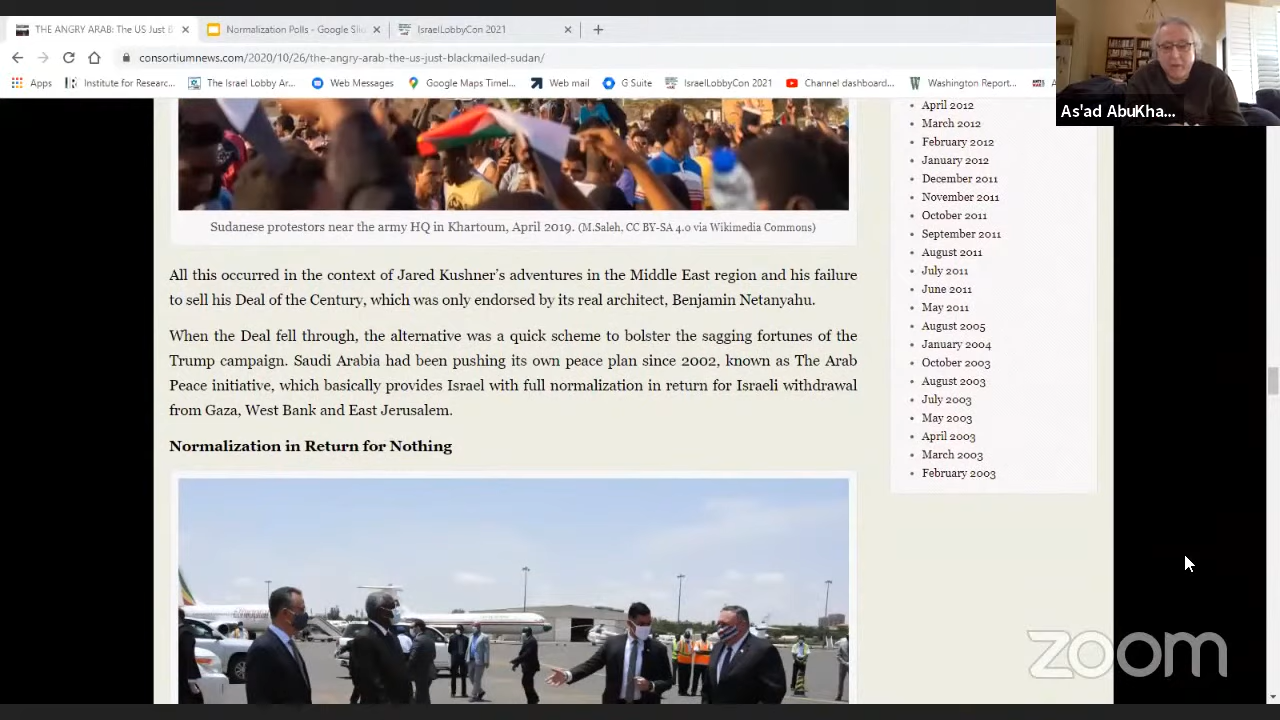 THE ANGRY ARAB: The US Just B
Normalization Polls - Google Sli
IsraelLobbyCon 2021
consortiumnews.com/2020/10/26/the-angry-arab-the-us-just-blackmailed-sudan/
Apps
Institute for Researc...
The Israel Lobby Ar...
Web Messages
Google Maps Timel...
WebMail
G Suite
IsraelLobbyCon 2021
Channel dashboard...
Washington Report...
As'ad AbuKha...
Sudanese protestors near the army HQ in Khartoum, April 2019. (M.Saleh, CC BY-SA 4.0 via Wikimedia Commons)
All this occurred in the context of Jared Kushner's adventures in the Middle East region and his failure
to sell his Deal of the Century, which was only endorsed by its real architect, Benjamin Netanyahu.
When the Deal fell through, the alternative was a quick scheme to bolster the sagging fortunes of the
Trump campaign. Saudi Arabia had been pushing its own peace plan since 2002, known as The Arab
Peace initiative, which basically provides Israel with full normalization in return for Israeli withdrawal
from Gaza, West Bank and East Jerusalem.
Normalization in Return for Nothing
April 2012
March 2012
February 2012
January 2012
December 2011
November 2011
October 2011
September 2011
August 2011
July 2011
June 2011
May 2011
August 2005
January 2004
October 2003
August 2003
July 2003
May 2003
April 2003
March 2003
February 2003
zoom